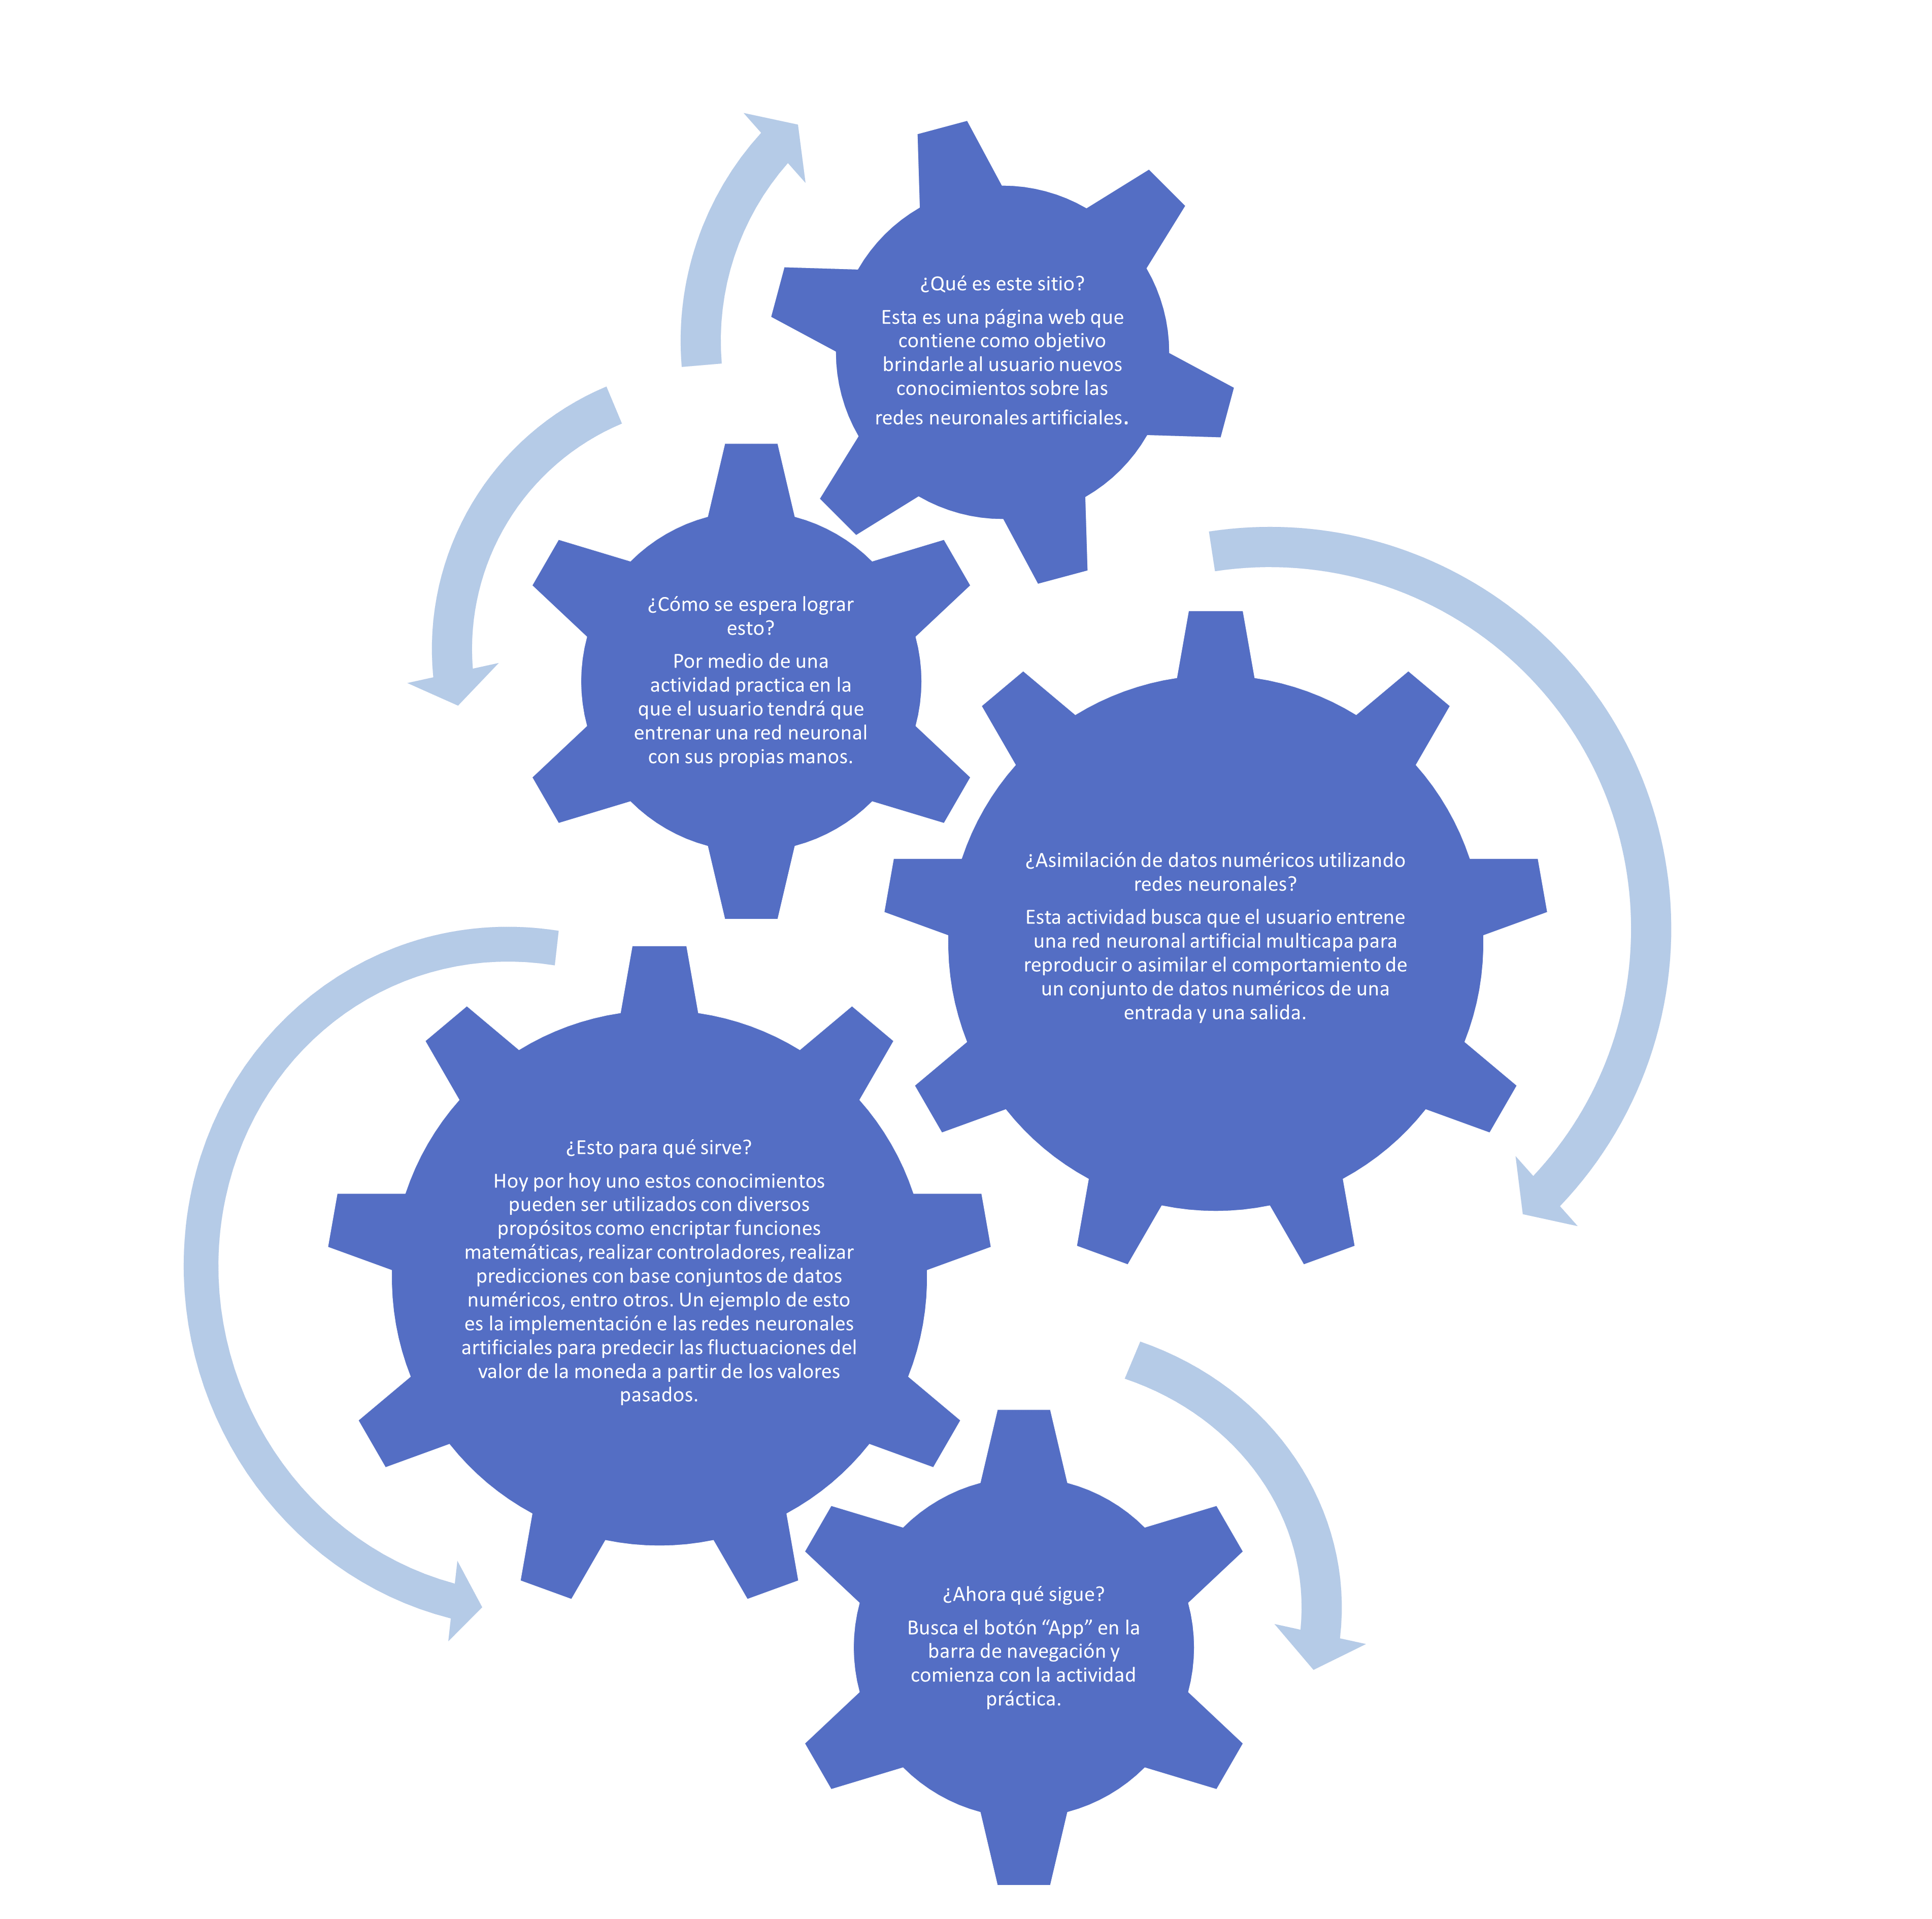 ¿Qué es este sitio?
Esta es una página web que
contiene como objetivo
brindarle al usuario nuevos
conocimientos sobre las
redes neuronales artificiales.
¿Cómo se espera lograr
esto?
Por medio de una
actividad practica en la
que el usuario tendrá que
entrenar una red neuronal
con sus propias manos.
¿Asimilación de datos numéricos utilizando
redes neuronales?
Esta actividad busca que el usuario entrene
una red neuronal artificial multicapa para
reproducir o asimilar el comportamiento de
un conjunto de datos numéricos de una
entrada y una salida.
¿Esto para qué sirve?
Hoy por hoy uno estos conocimientos
pueden ser utilizados con diversos
propósitos como encriptar funciones
matemáticas, realizar controladores, realizar
predicciones con base conjuntos de datos
numéricos, entro otros. Un ejemplo de esto
es la implementación e las redes neuronales
artificiales para predecir las fluctuaciones del
valor de la moneda a partir de los valores
pasados.
¿Ahora qué sigue?
Busca el botón “App” en la
barra de navegación y
comienza con la actividad
práctica.